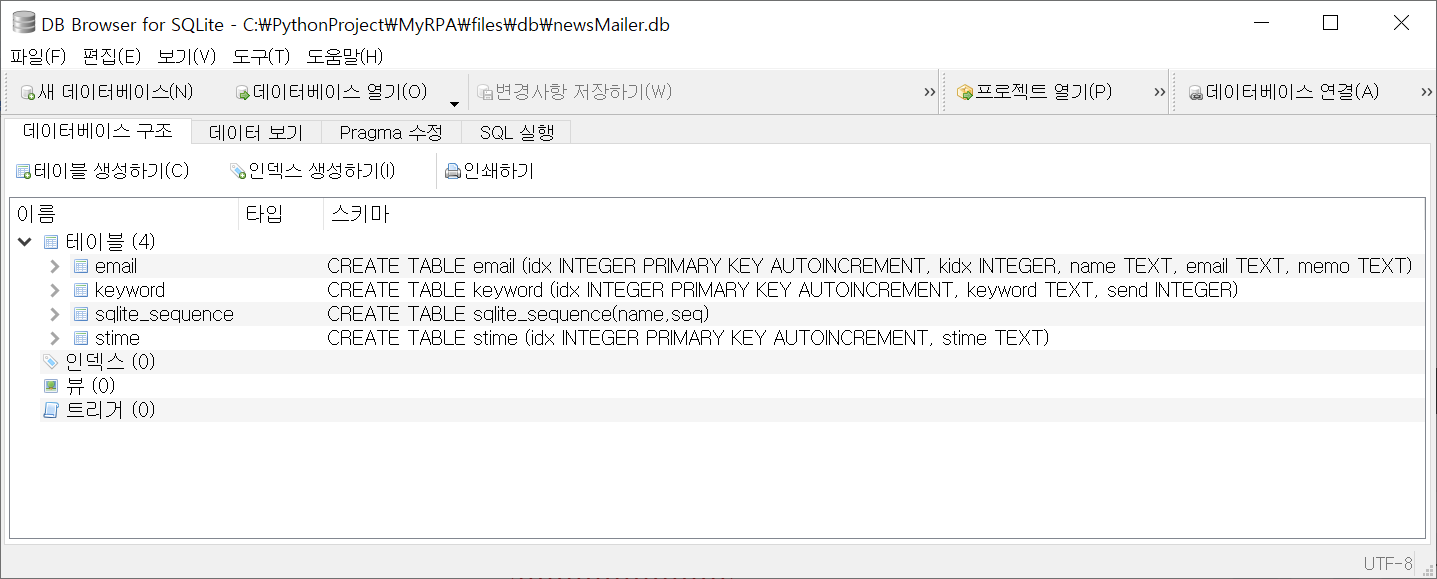 DB Browser for SQLite - C:₩PythonProject₩MyRPA₩files₩db₩newsMailer.db
파일(F) 편집(E) 보기(V) 도구(T) 도움말(H)
새 데이터베이스(N) 데이터베이스 열기(O) 변경사항 저장하기(W) » 프로젝트 열기(P) » 데이터베이스 연결(A) »
데이터베이스 구조 데이터 보기 Pragma 수정 SQL 실행
테이블 생성하기(C) 인덱스 생성하기(I) 인쇄하기
이름 타입 스키마
테이블 (4)
email CREATE TABLE email (idx INTEGER PRIMARY KEY AUTOINCREMENT, kidx INTEGER, name TEXT, email TEXT, memo TEXT)
keyword CREATE TABLE keyword (idx INTEGER PRIMARY KEY AUTOINCREMENT, keyword TEXT, send INTEGER)
sqlite_sequence CREATE TABLE sqlite_sequence(name,seq)
stime CREATE TABLE stime (idx INTEGER PRIMARY KEY AUTOINCREMENT, stime TEXT)
인덱스 (0)
뷰 (0)
트리거 (0)
UTF-8